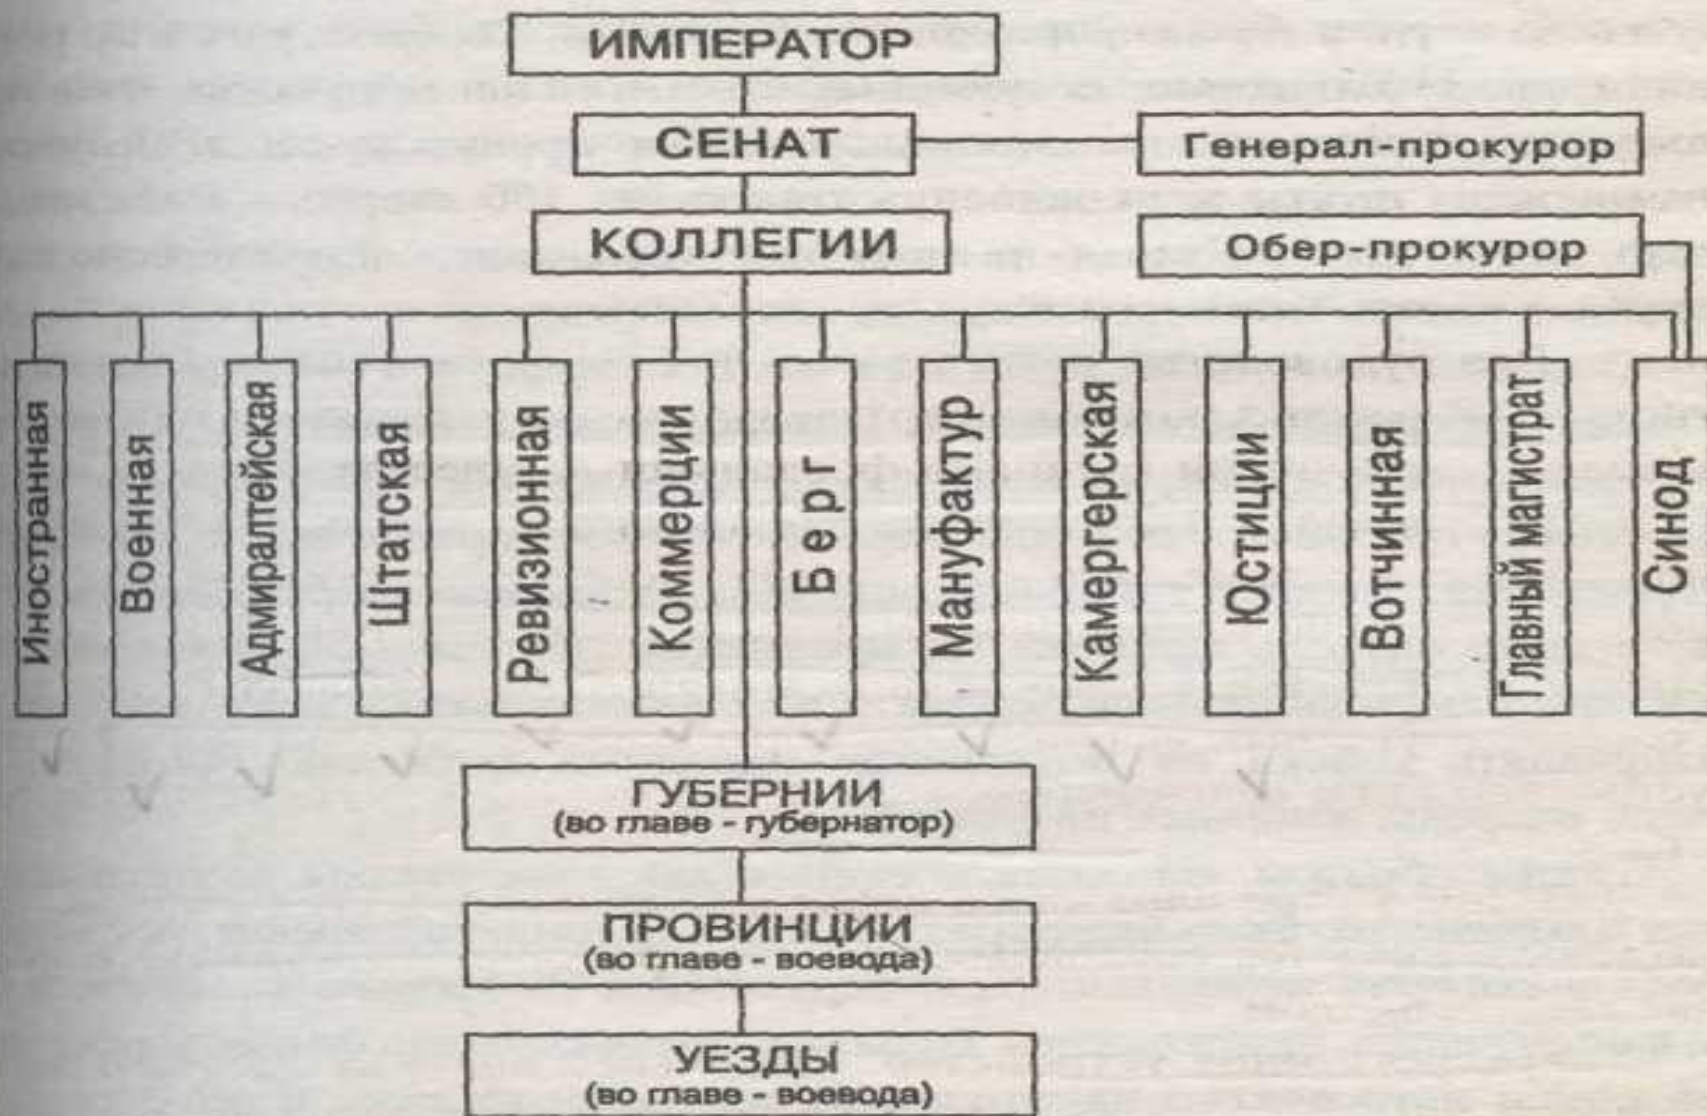 ИМПЕРАТОР
СЕНАТ
Генерал-прокурор
КОЛЛЕГИИ
Обер-прокурор
Иностранная
Военная
Адмиралтейская
Штатская
Ревизионная
Коммерции
Берг
Мануфактур
Камергерская
Юстиции
Вотчинная
Главный магистрат
Синод
ГУБЕРНИИ
(во главе - губернатор)
ПРОВИНЦИИ
(во главе - воевода)
УЕЗДЫ
(во главе - воевода)